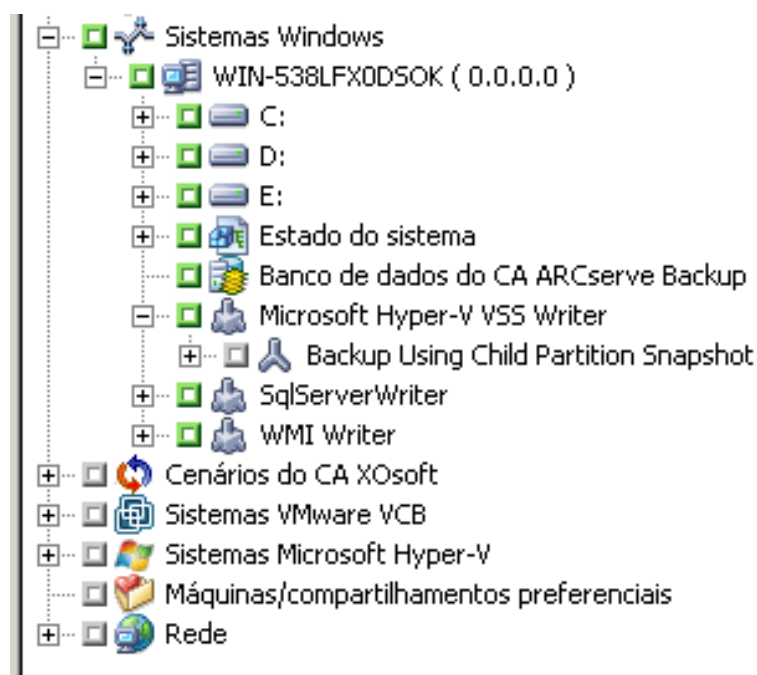 Sistemas Windows
WIN-538LFX0DSOK ( 0.0.0.0 )
C:
D:
E:
Estado do sistema
Banco de dados do CA ARCserve Backup
Microsoft Hyper-V VSS Writer
Backup Using Child Partition Snapshot
SqlServerWriter
WMI Writer
Cenários do CA XOsoft
Sistemas VMware VCB
Sistemas Microsoft Hyper-V
Máquinas/compartilhamentos preferenciais
Rede